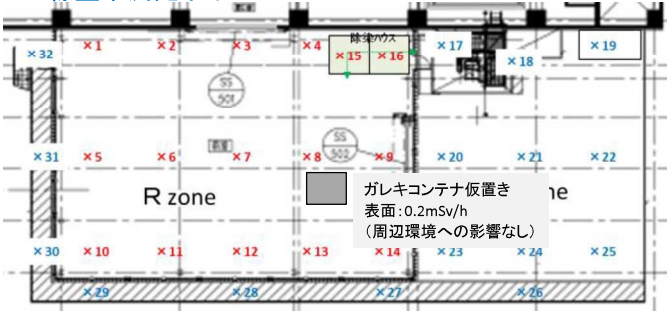 除染ハウス
×1 ×2 ×3 ×4 ×15 ×16 ×17 ×18 ×19
×32
SS
501
SS
502
×31 ×5 ×6 ×7 ×8 ×9 ×20 ×21 ×22
R zone
ガレキコンテナ仮置き
表面:0.2mSv/h
(周辺環境への影響なし)
ne
×30 ×10 ×11 ×12 ×13 ×14 ×23 ×24 ×25
×29 ×28 ×27 ×26